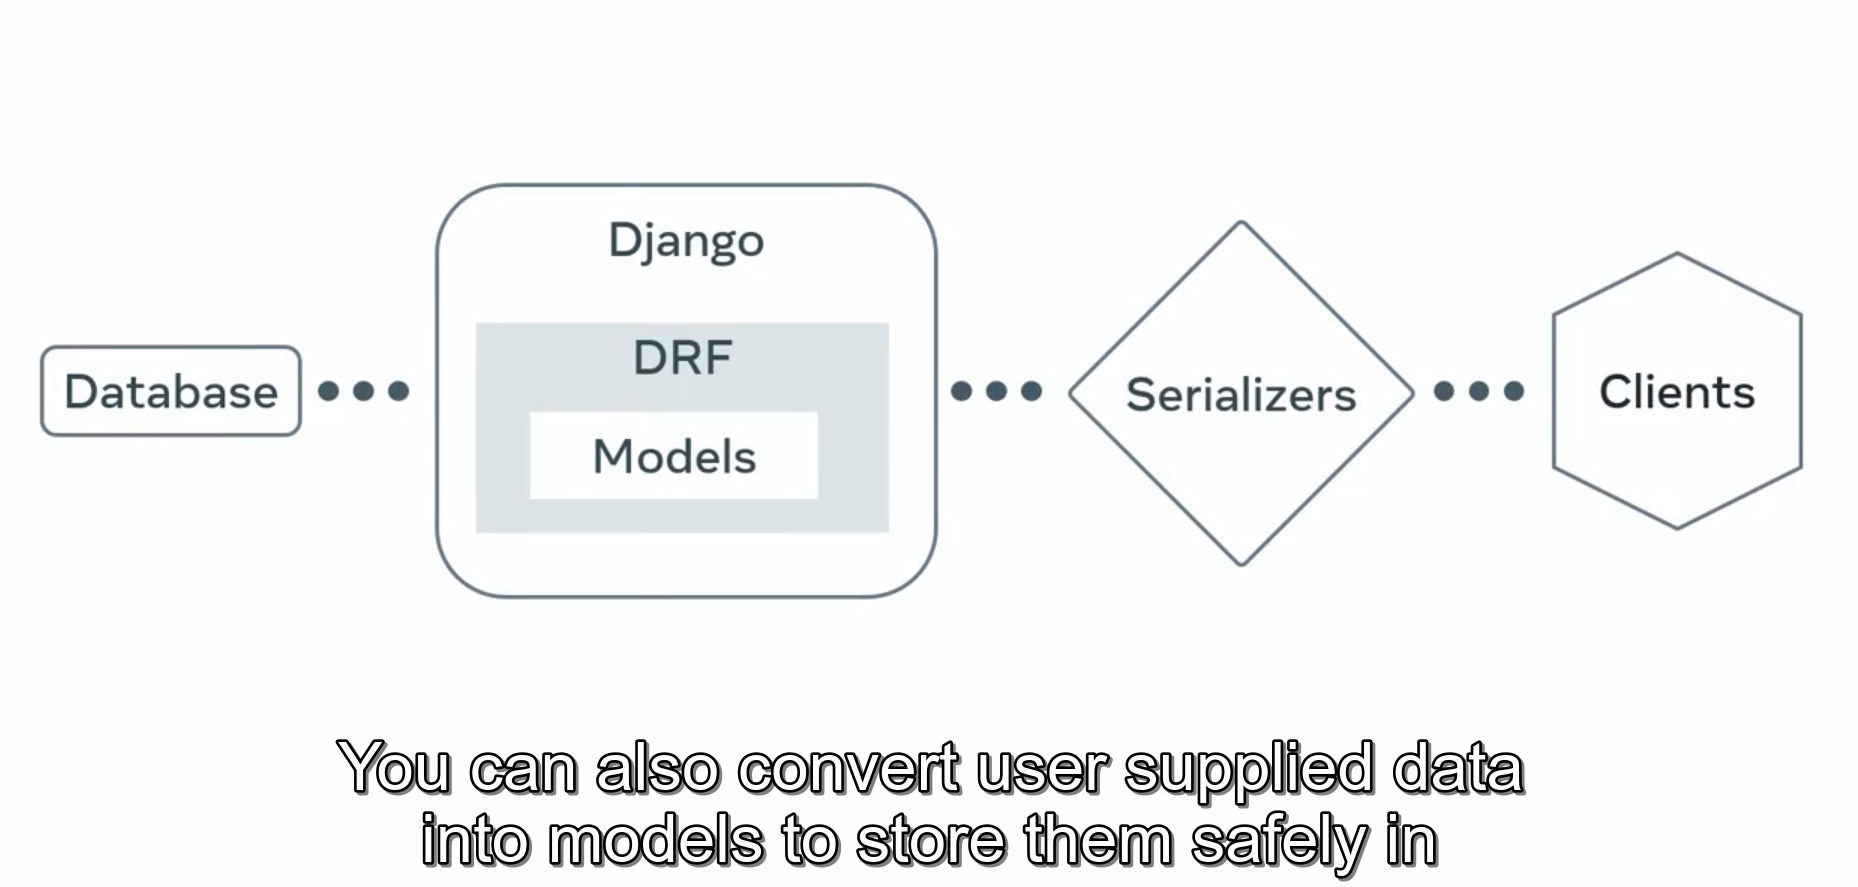 Django
DRF
Models
Database
Serializers
Clients
You can also convert user supplied data
into models to store them safely in